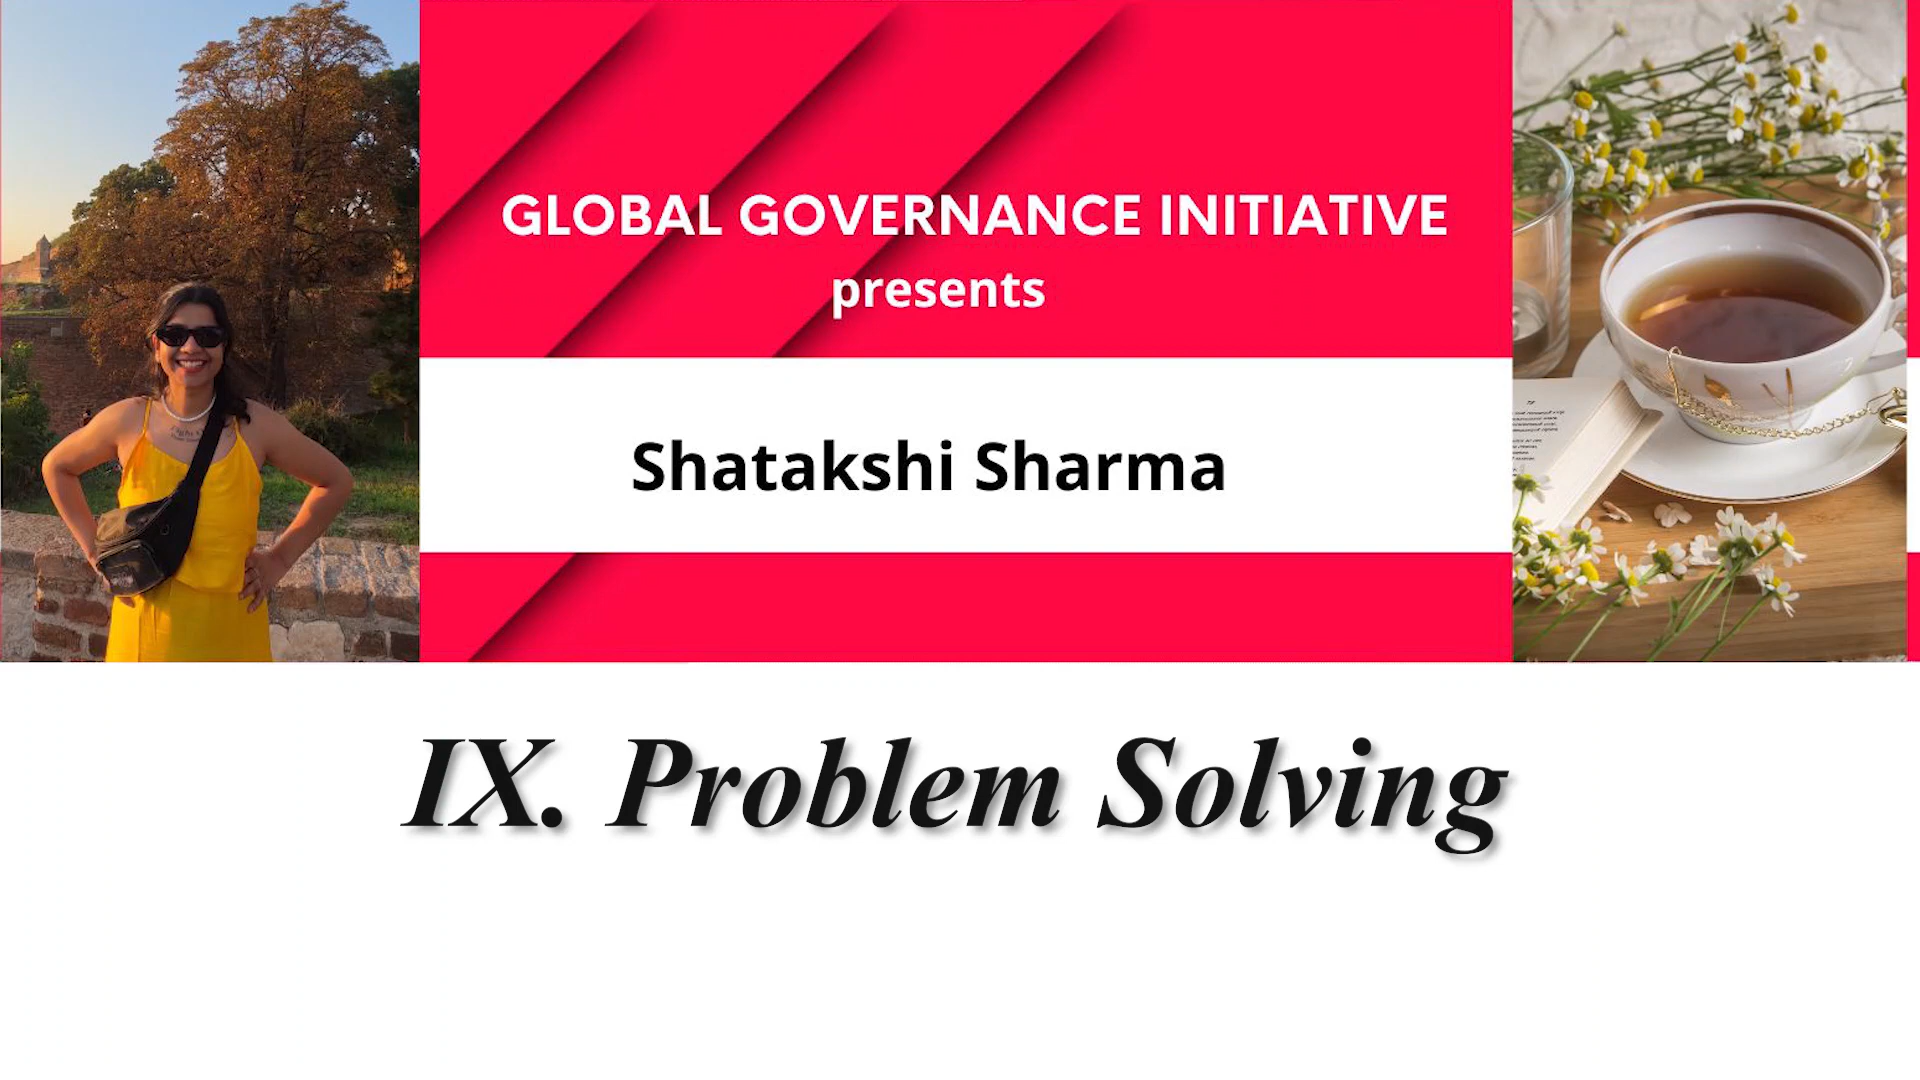 GLOBAL GOVERNANCE INITIATIVE
presents
Shatakshi Sharma
IX. Problem Solving